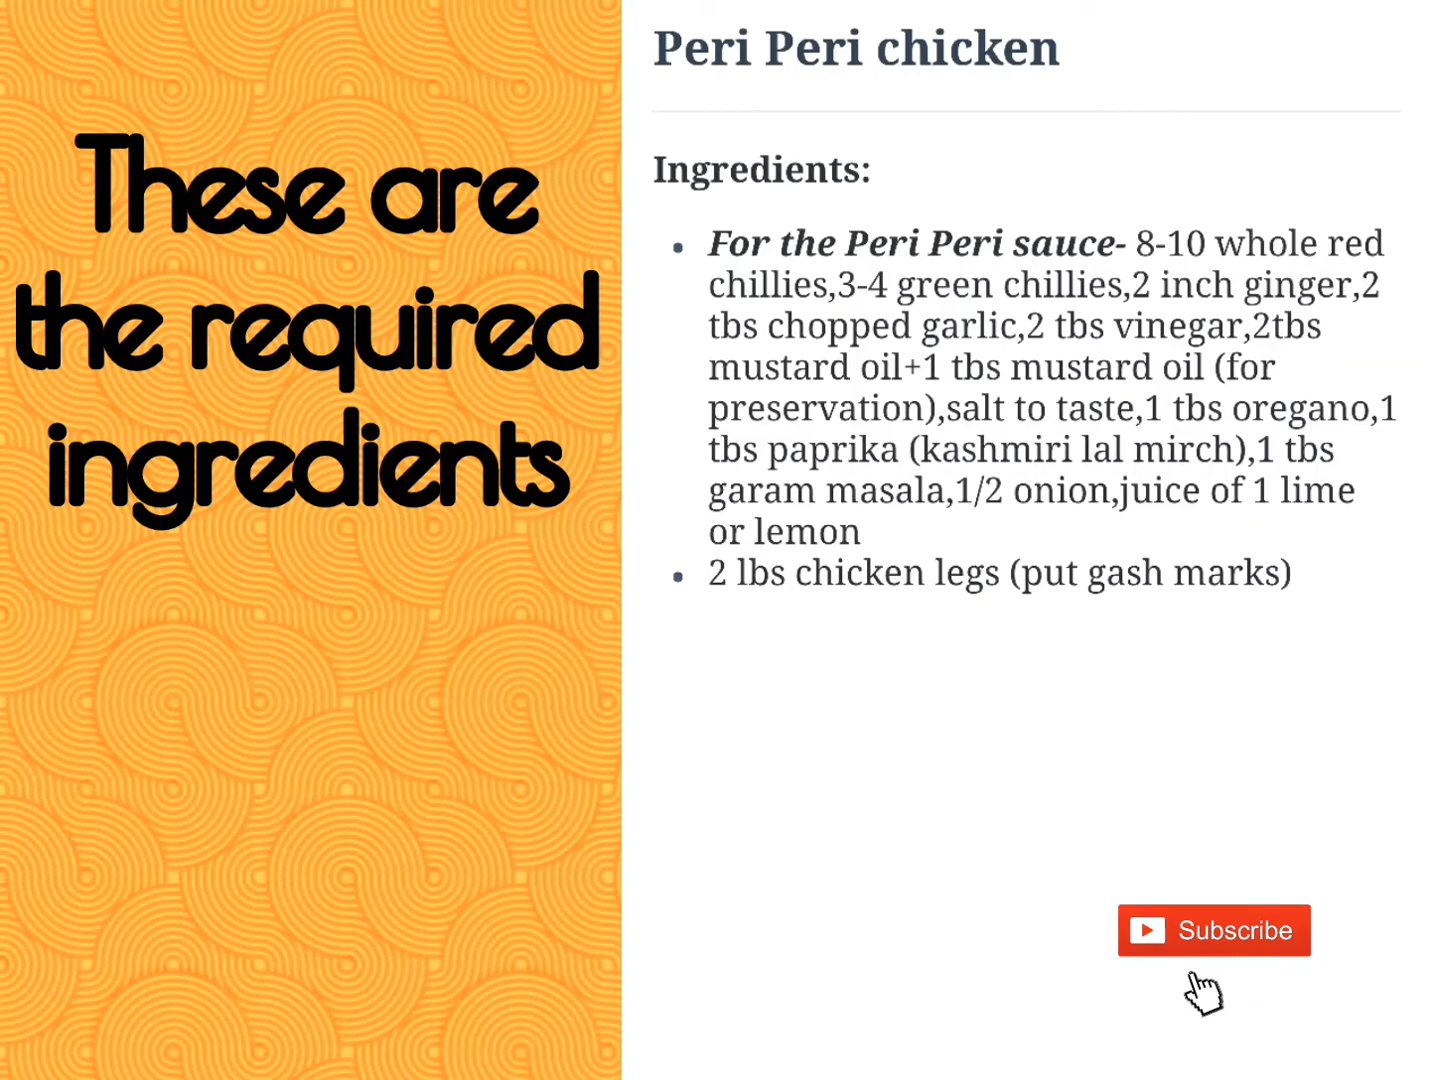 These are
the required
ingredients
Peri Peri chicken
Ingredients:
• For the Peri Peri sauce- 8-10 whole red
chillies,3-4 green chillies,2 inch ginger,2
tbs chopped garlic,2 tbs vinegar,2tbs
mustard oil+1 tbs mustard oil (for
preservation),salt to taste,1 tbs oregano,1
tbs paprika (kashmiri lal mirch),1 tbs
garam masala,1/2 onion,juice of 1 lime
or lemon
• 2 lbs chicken legs (put gash marks)
Subscribe